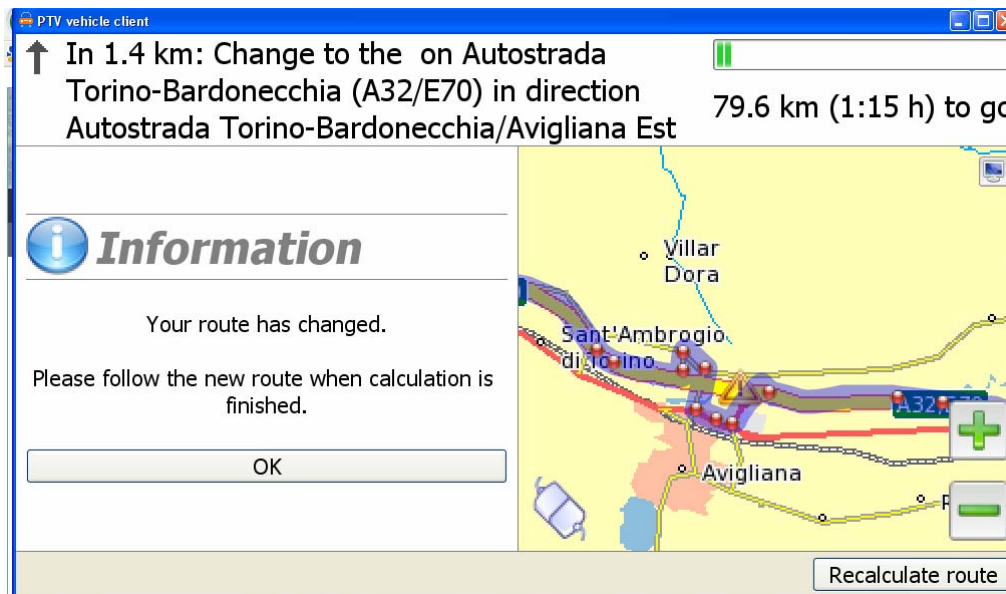 PTV vehicle client
In 1.4 km: Change to the on Autostrada
Torino-Bardonecchia (A32/E70) in direction
Autostrada Torino-Bardonecchia/Avigliana Est
79.6 km (1:15 h) to go
Information
Your route has changed.
Please follow the new route when calculation is
finished.
OK
Villar
Dora
Sant'Ambrogio
di Torino
A32/E70
Avigliana
Recalculate route